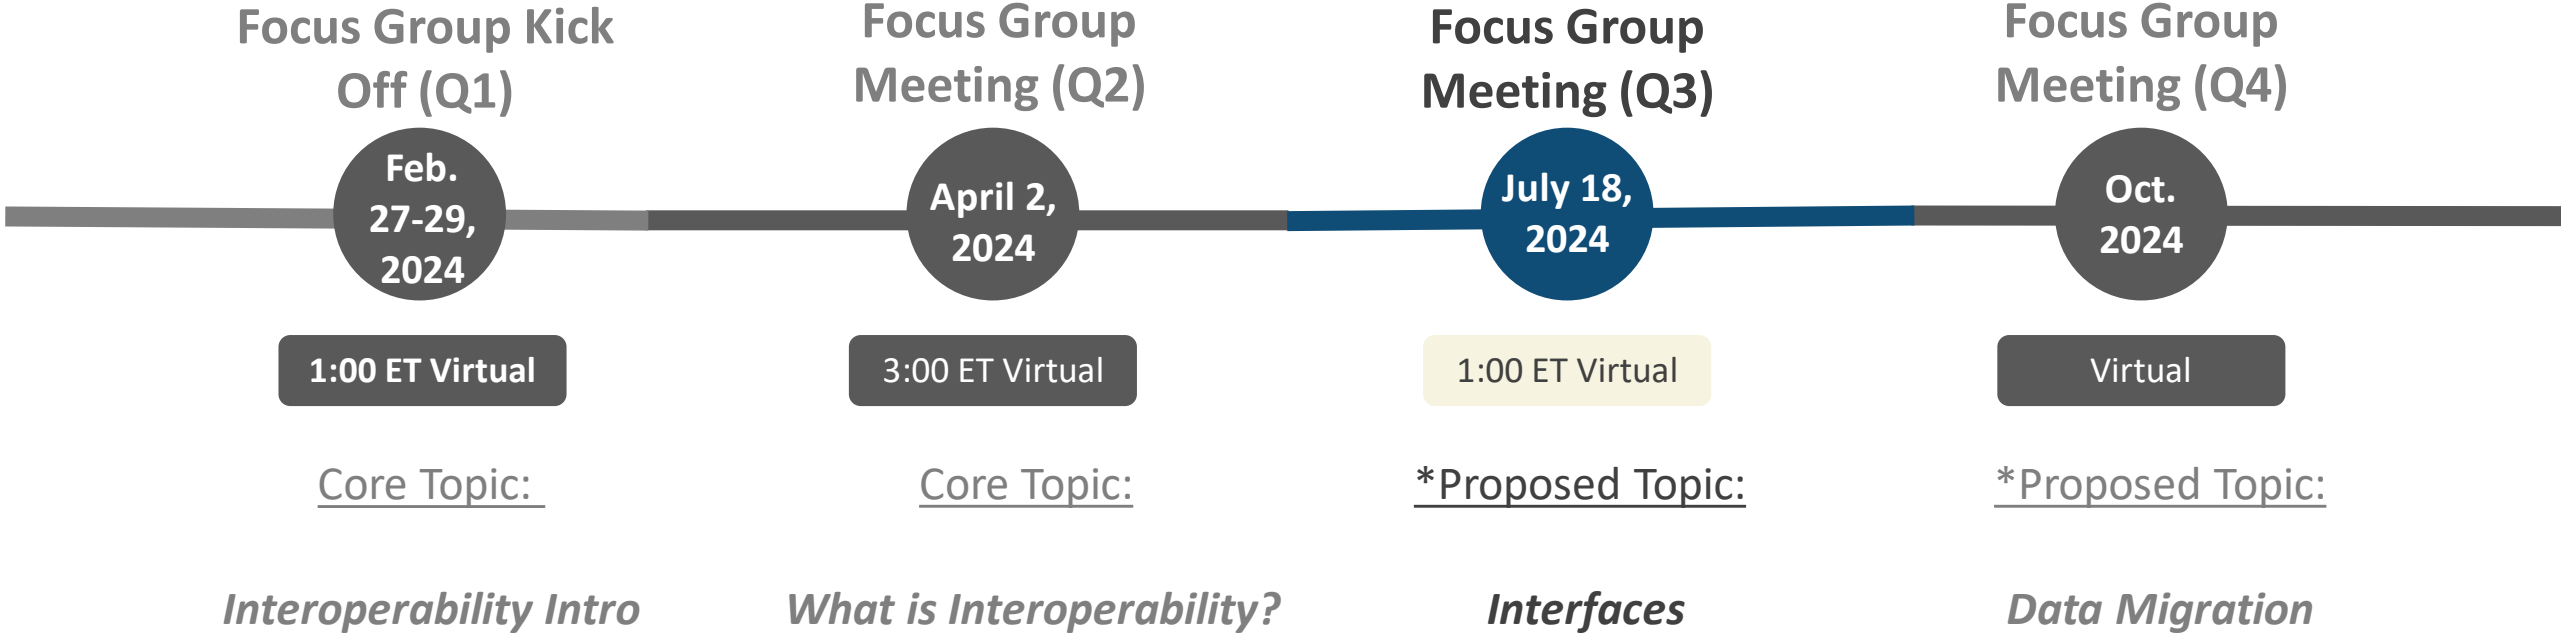 Focus Group Kick
Off (Q1)
Feb.
27-29,
2024
1:00 ET Virtual
Core Topic:
Interoperability Intro
Focus Group
Meeting (Q2)
April 2,
2024
3:00 ET Virtual
Core Topic:
What is Interoperability?
Focus Group
Meeting (Q3)
July 18,
2024
1:00 ET Virtual
*Proposed Topic:
Interfaces
Focus Group
Meeting (Q4)
Oct.
2024
Virtual
*Proposed Topic:
Data Migration